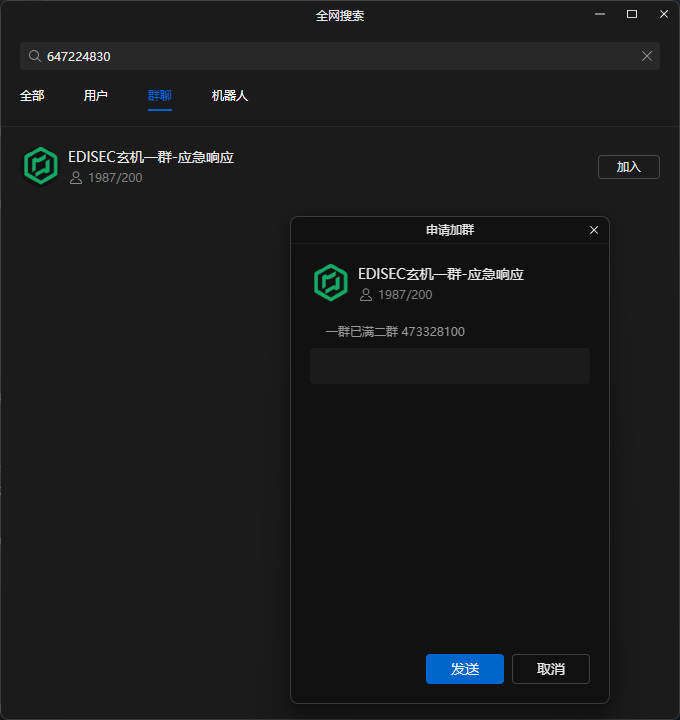 全网搜索
647224830
全部 用户 群聊 机器人
EDISEC玄机一群-应急响应
1987/200
加入
申请加群
EDISEC玄机一群-应急响应
1987/200
一群已满二群 473328100
发送 取消